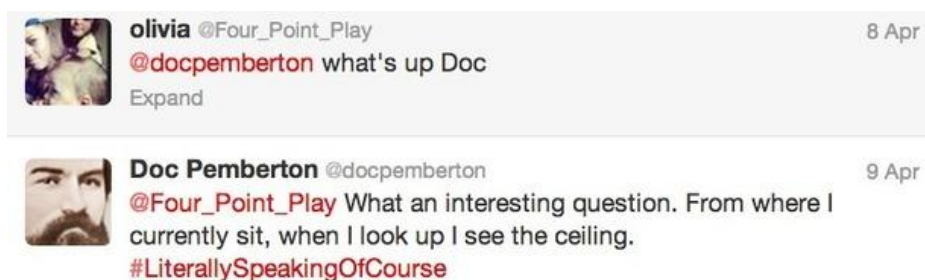 olivia @Four_Point_Play 8 Apr
@docpemberton what's up Doc
Expand
Doc Pemberton @docpemberton 9 Apr
@Four_Point_Play What an interesting question. From where I
currently sit, when I look up I see the ceiling.
#LiterallySpeakingOfCourse